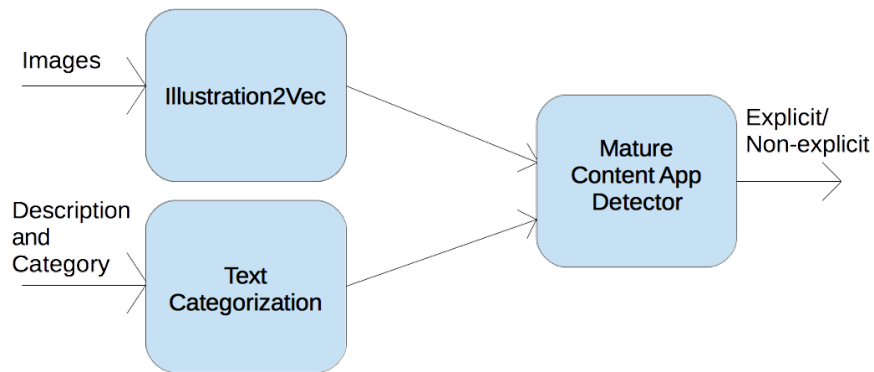 Images
Illustration2Vec
Description
and
Category
Text
Categorization
Mature
Content App
Detector
Explicit/
Non-explicit